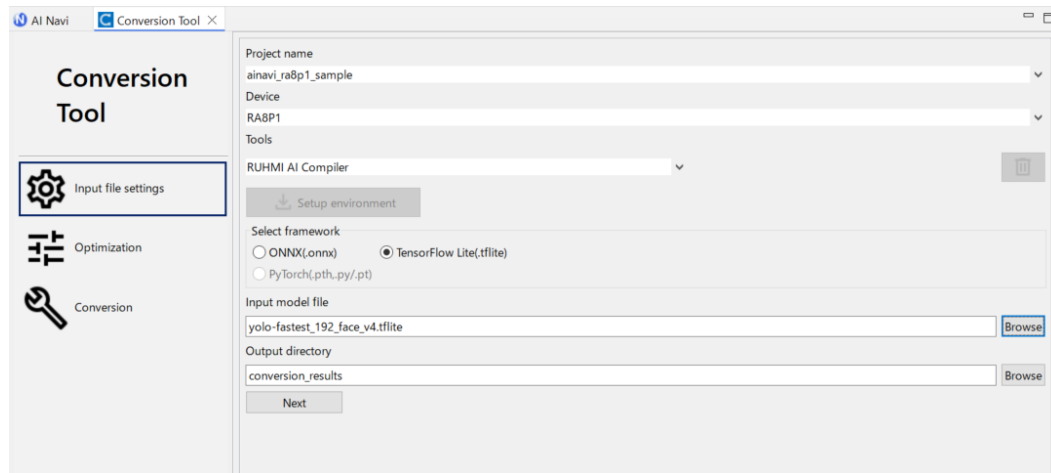 AI Navi
Conversion Tool
Conversion
Tool
Input file settings
Optimization
Conversion
Project name
ainavi_ra8p1_sample
Device
RA8P1
Tools
RUHMI AI Compiler
Setup environment
Select framework
ONNX(.onnx) TensorFlow Lite(.tflite)
PyTorch(.pth,.py/.pt)
Input model file
yolo-fastest_192_face_v4.tflite Browse
Output directory
conversion_results Browse
Next